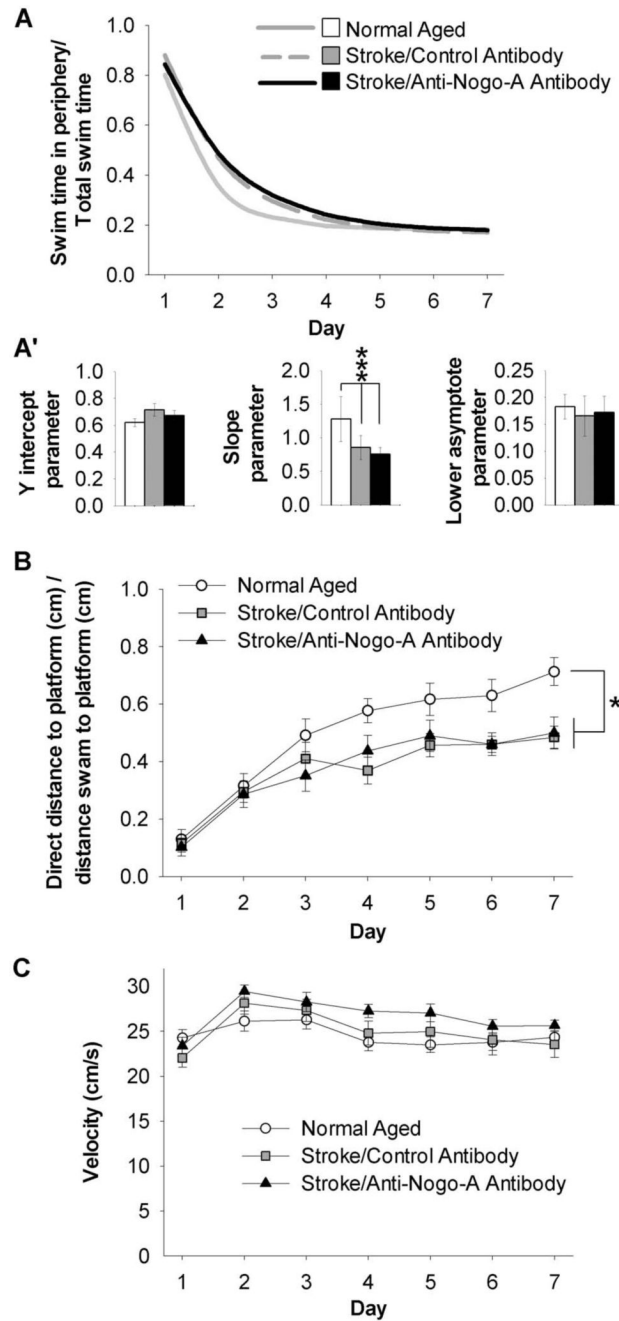 A
Swim time in periphery/
Total swim time
1.0
0.8
0.6
0.4
0.2
0.0
Normal Aged
Stroke/Control Antibody
Stroke/Anti-Nogo-A Antibody
1 2 3 4 5 6 7
Day
A'
Y intercept
parameter
1.0
0.8
0.6
0.4
0.2
0.0
Slope
parameter
2.0
1.5
1.0
0.5
0.0
***
Lower asymptote
parameter
0.25
0.20
0.15
0.10
0.05
0.00
B
Direct distance to platform (cm) /
distance swam to platform (cm)
1.0
0.8
0.6
0.4
0.2
0.0
Normal Aged
Stroke/Control Antibody
Stroke/Anti-Nogo-A Antibody
*
1 2 3 4 5 6 7
Day
C
Velocity (cm/s)
30
25
20
15
10
5
0
Normal Aged
Stroke/Control Antibody
Stroke/Anti-Nogo-A Antibody
1 2 3 4 5 6 7
Day